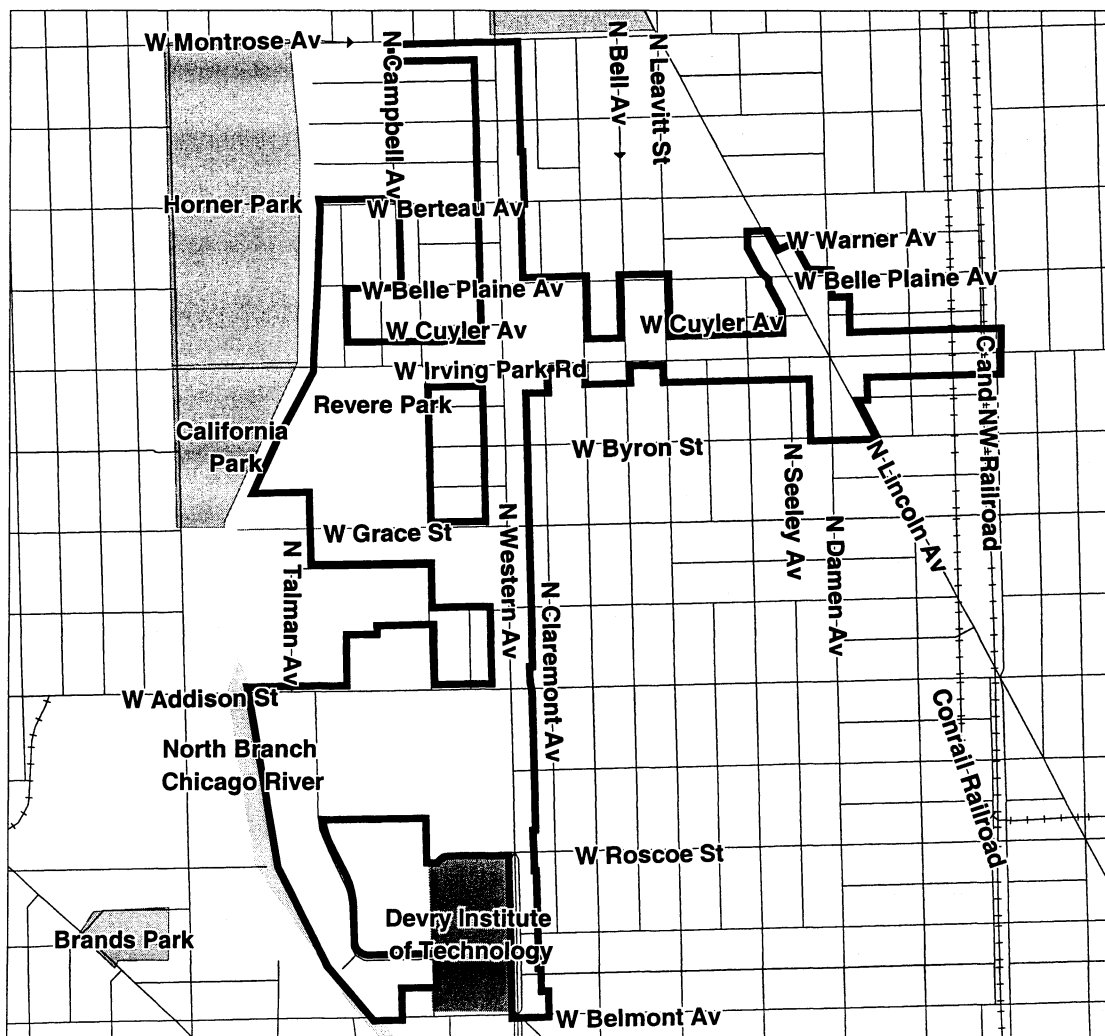 W Montrose Av
N Campbell Av
N Bell Av
N Leavitt St
Horner Park
W Berteau Av
W Warner Av
W Belle Plaine Av
W Belle Plaine Av
W Cuyler Av
W Cuyler Av
W Irving Park Rd
C and NW Railroad
Revere Park
California
Park
W Byron St
N Seeley Av
N Lincoln Av
W Grace St
N Western Av
N Damen Av
N Talman Av
N Claremont Av
W Addison St
Conrail Railroad
North Branch
Chicago River
W Roscoe St
Devry Institute
of Technology
Brands Park
W Belmont Av